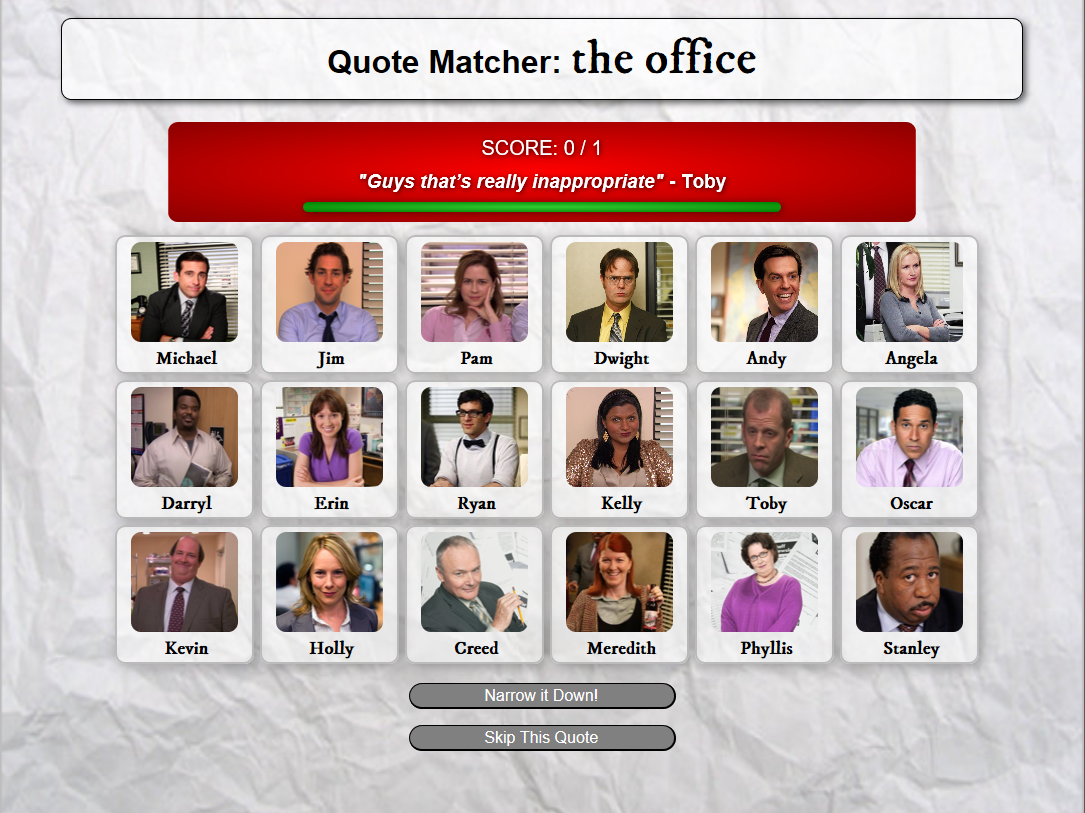 Quote Matcher: the office
SCORE: 0 / 1
"Guys that’s really inappropriate" - Toby
Michael Jim Pam Dwight Andy Angela
Darryl Erin Ryan Kelly Toby Oscar
Kevin Holly Creed Meredith Phyllis Stanley
Narrow it Down!
Skip This Quote